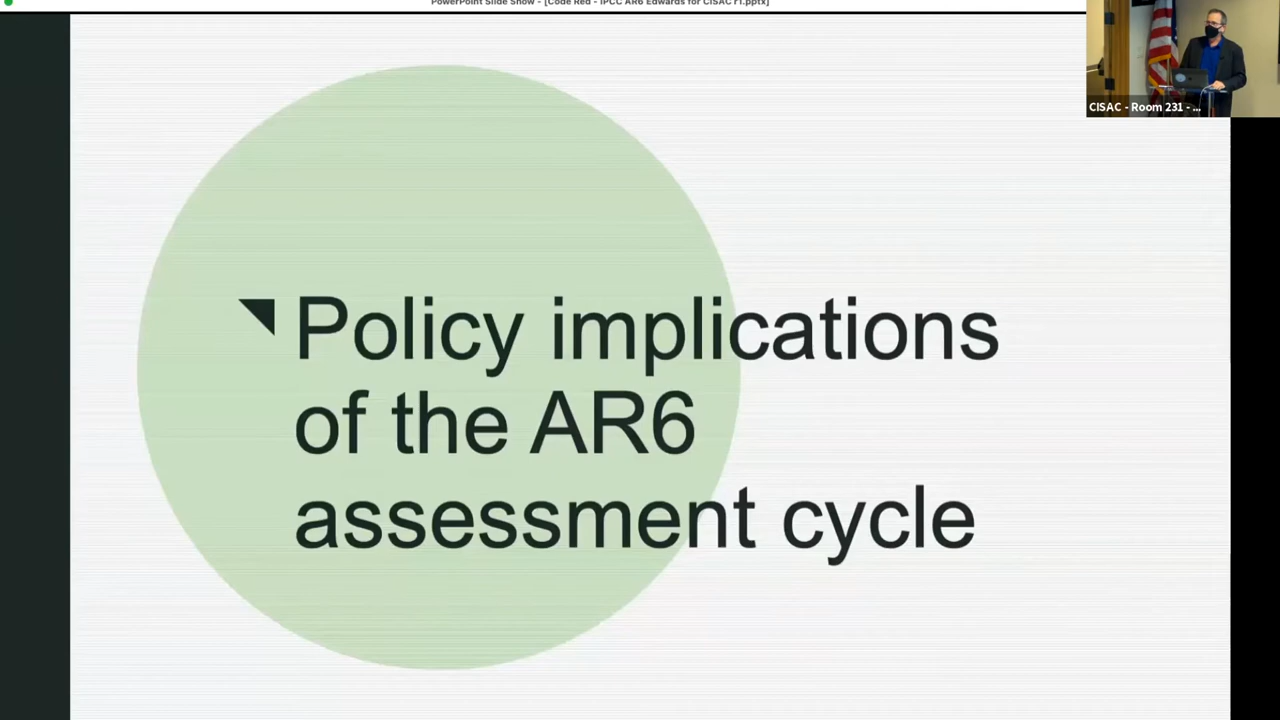 PowerPoint Slide Show - [Code Red - IPCC AR6 Edwards for CISAC r1.pptx]
CISAC - Room 231 - ...
Policy implications
of the AR6
assessment cycle